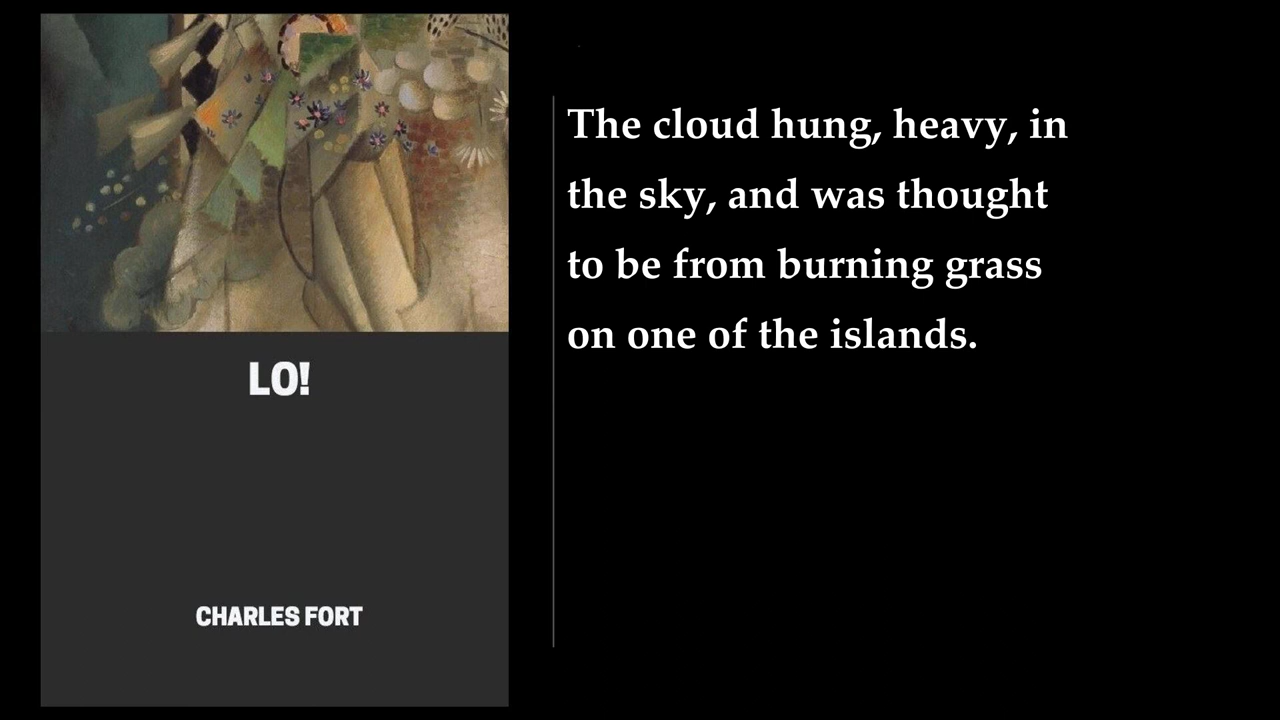 LO!
CHARLES FORT
The cloud hung, heavy, in
the sky, and was thought
to be from burning grass
on one of the islands.